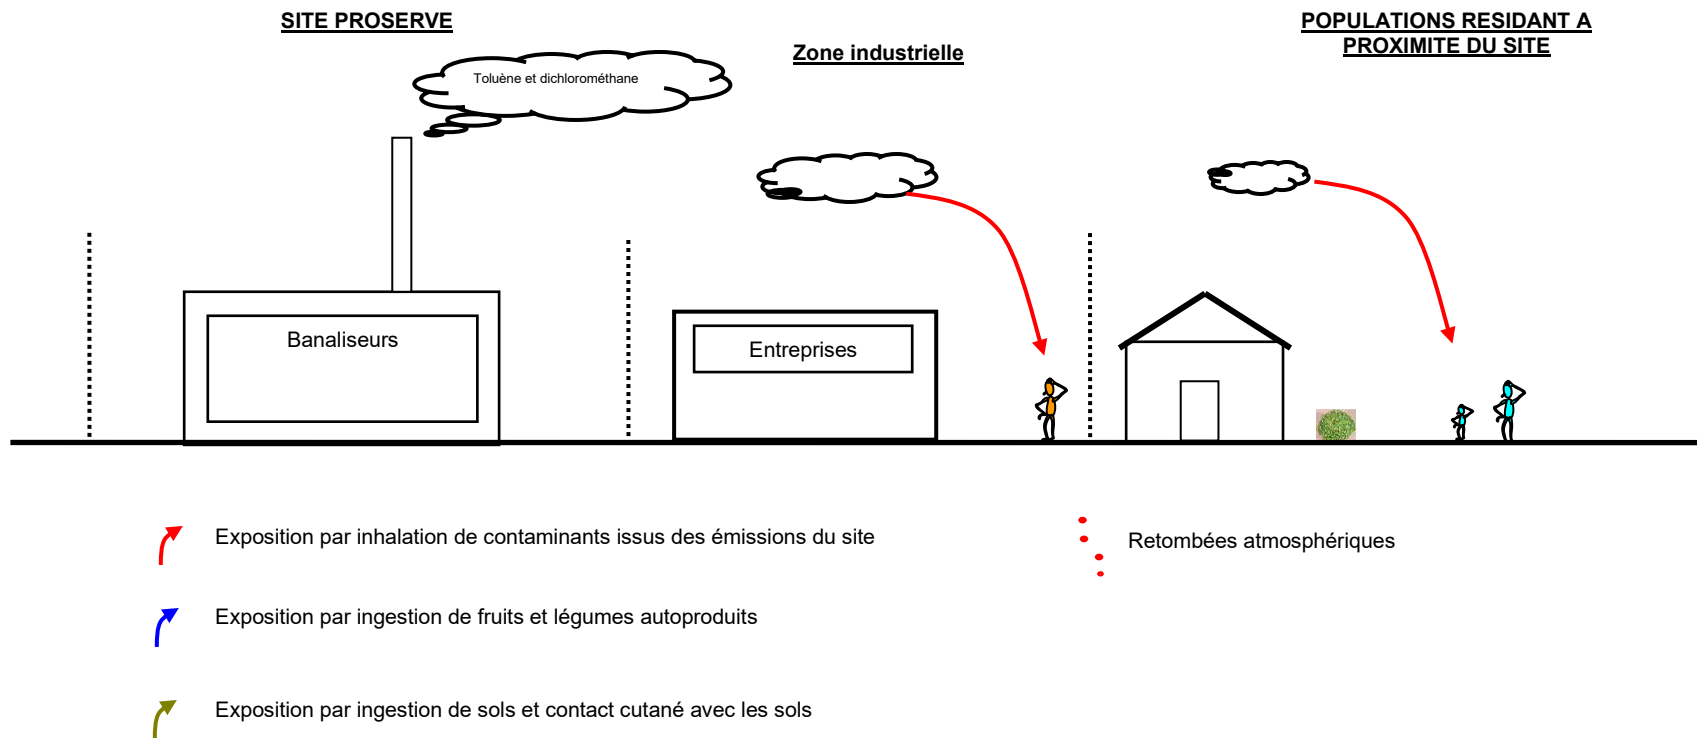 SITE PROSERVE
Zone industrielle
POPULATIONS RESIDANT A
PROXIMITE DU SITE
Toluène et dichlorométhane
Banaliseurs
Entreprises
Exposition par inhalation de contaminants issus des émissions du site
Retombées atmosphériques
Exposition par ingestion de fruits et légumes autoproduits
Exposition par ingestion de sols et contact cutané avec les sols